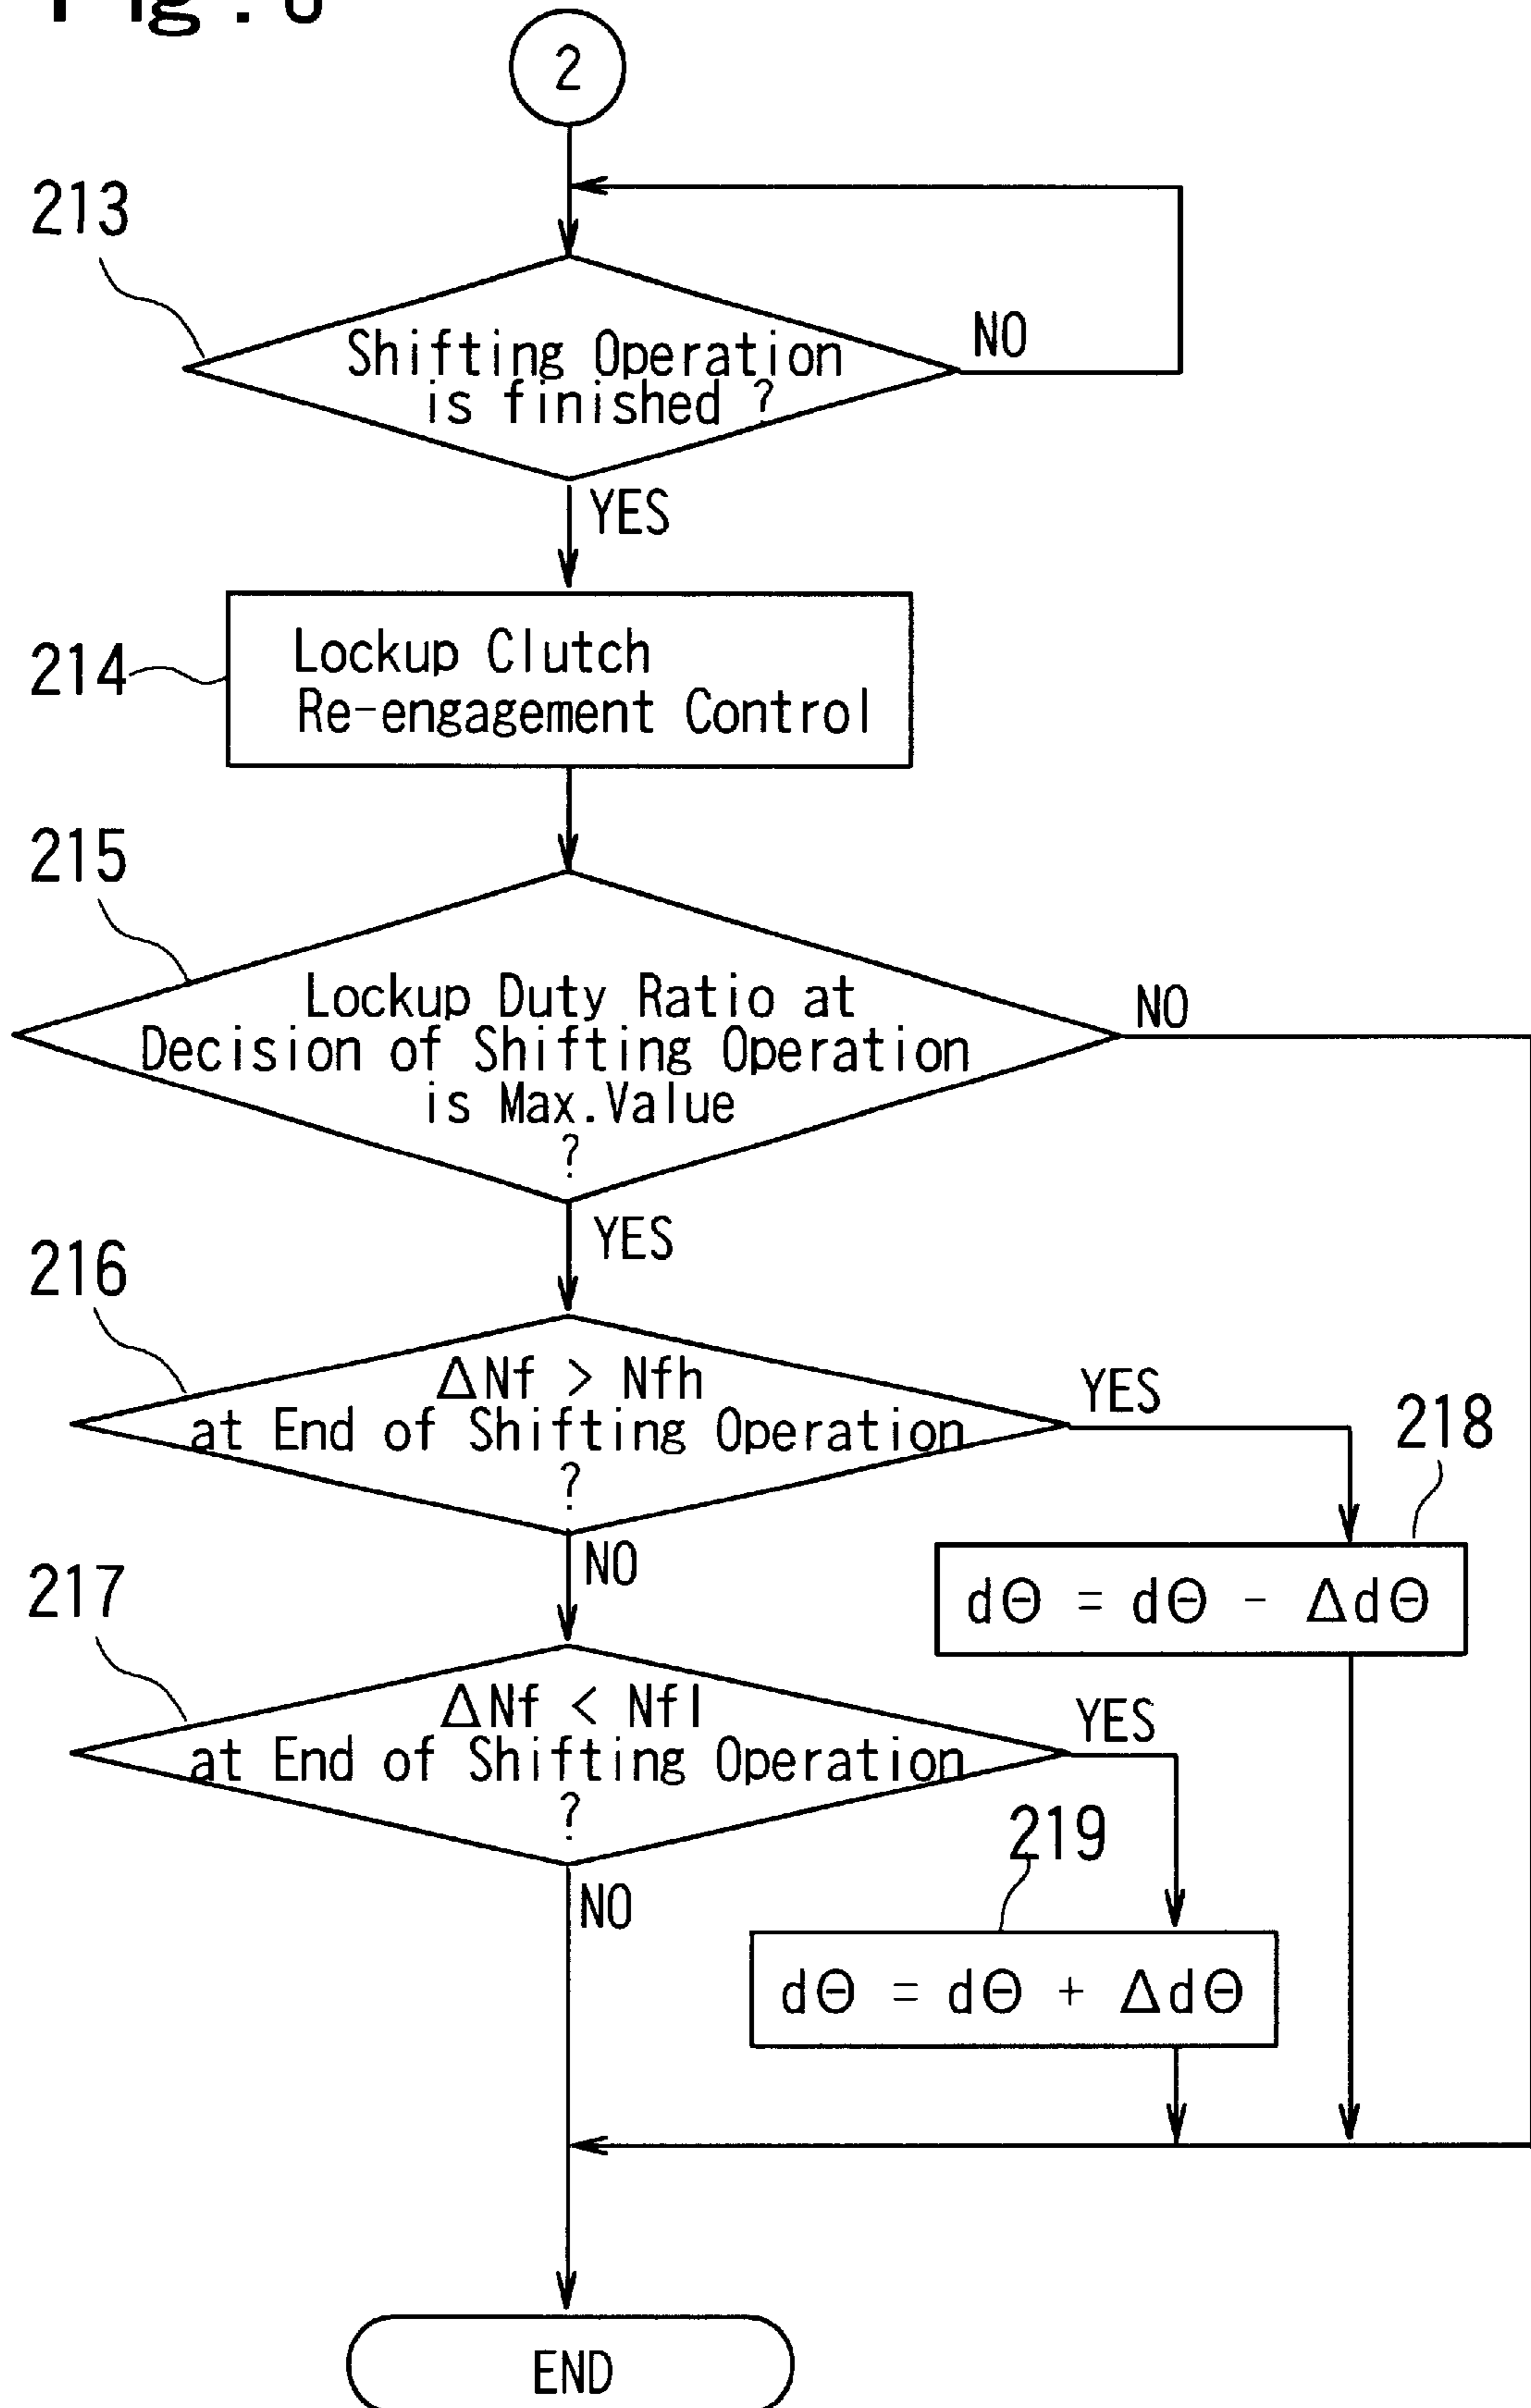 2
213
Shifting Operation
is finished ?
NO
YES
214
Lockup Clutch
Re-engagement Control
215
Lockup Duty Ratio at
Decision of Shifting Operation
is Max.Value
?
NO
YES
216
ΔNf > Nfh
at End of Shifting Operation
?
YES
218
NO
dΘ = dΘ - ΔdΘ
217
ΔNf < Nfl
at End of Shifting Operation
?
YES
219
NO
dΘ = dΘ + ΔdΘ
END